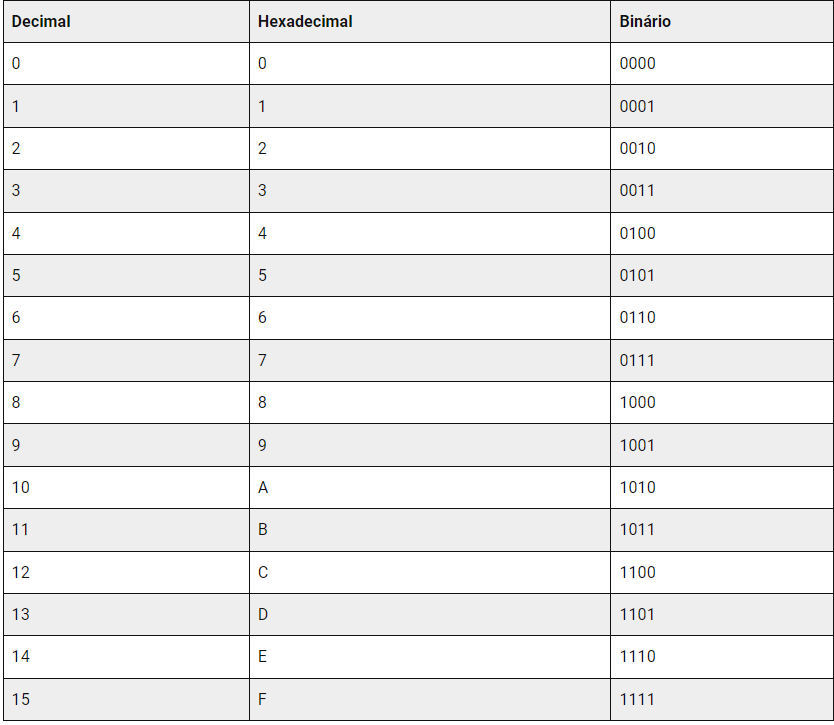 Decimal Hexadecimal Binário
0 0 0000
1 1 0001
2 2 0010
3 3 0011
4 4 0100
5 5 0101
6 6 0110
7 7 0111
8 8 1000
9 9 1001
10 A 1010
11 B 1011
12 C 1100
13 D 1101
14 E 1110
15 F 1111